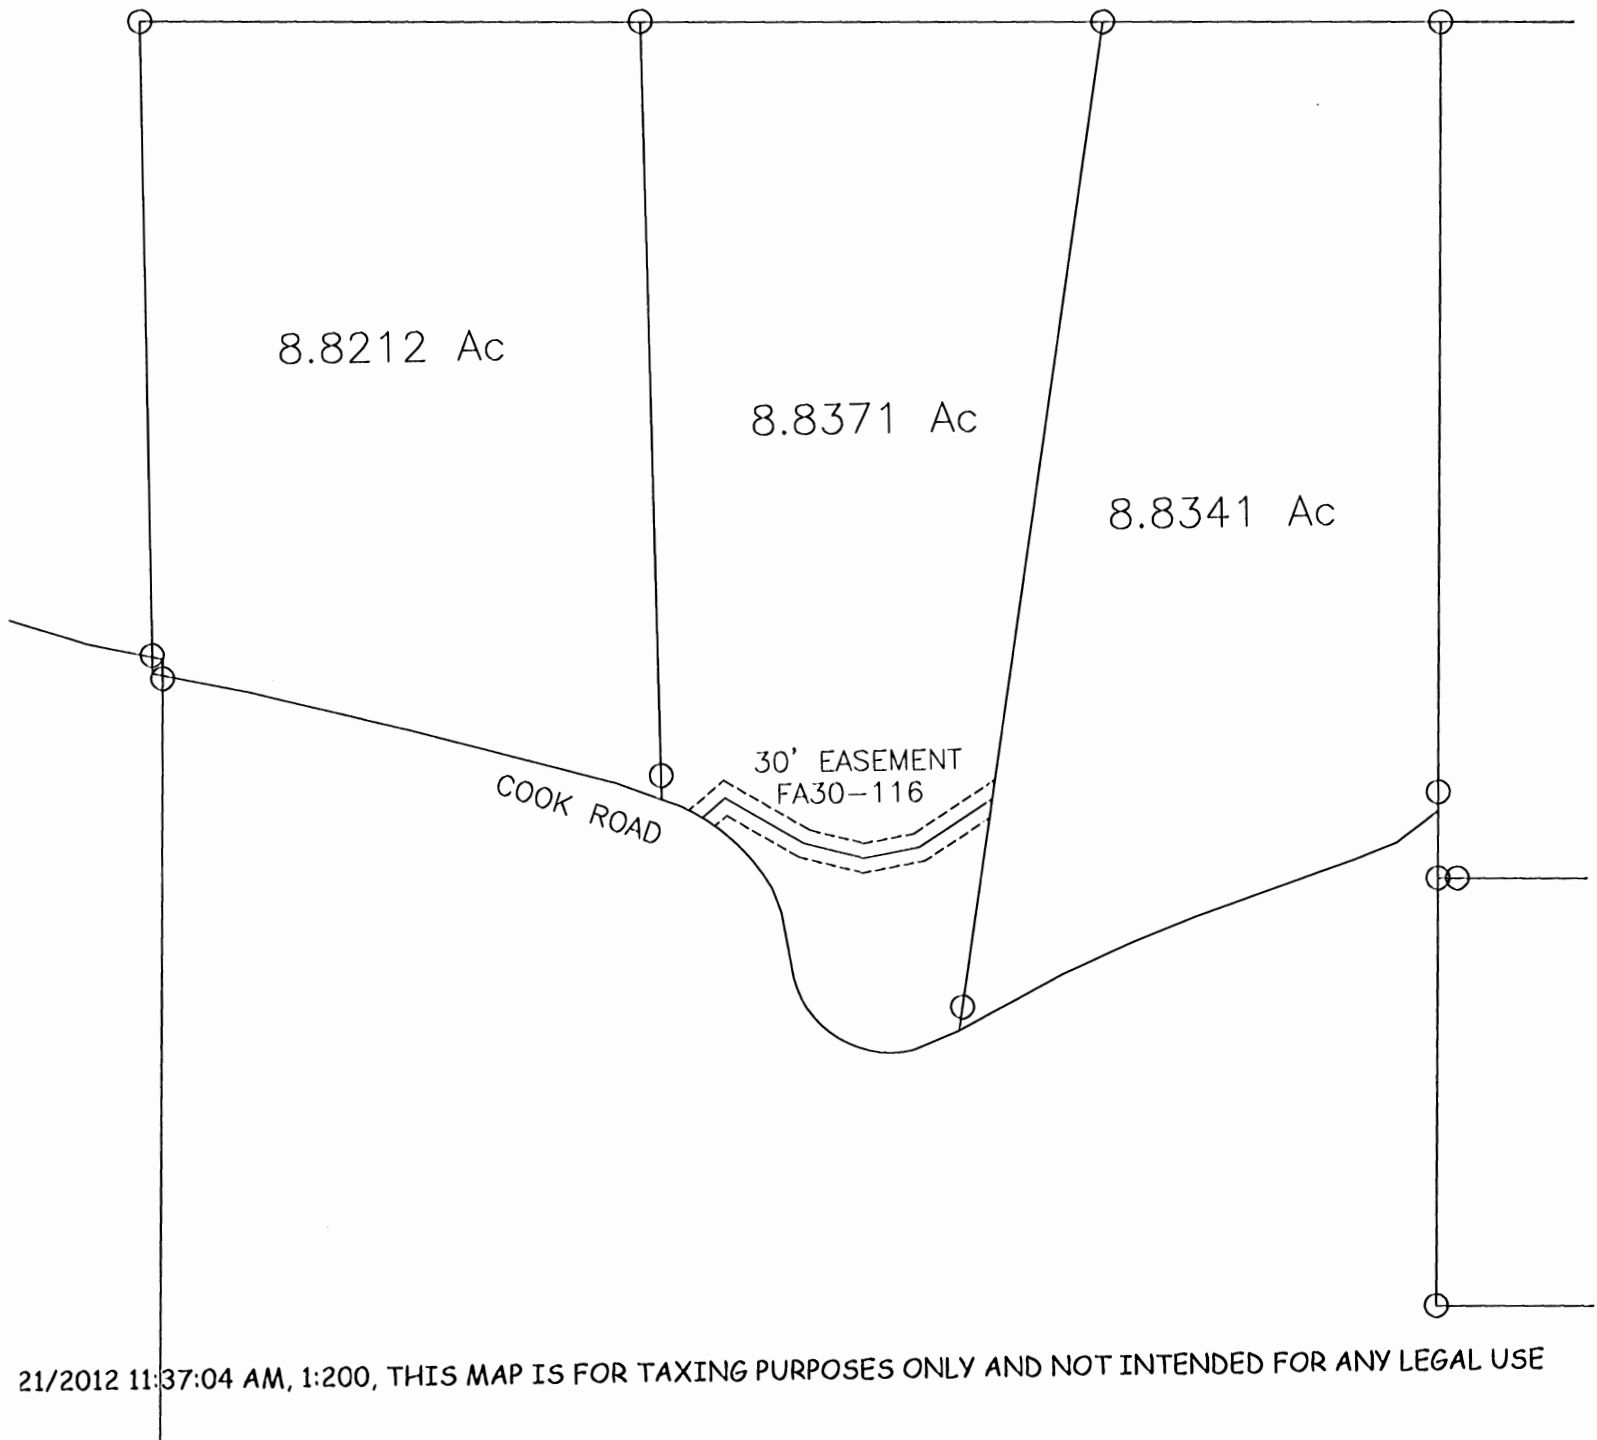 8.8212 Ac
8.8371 Ac
8.8341 Ac
30' EASEMENT
FA30-116
COOK ROAD
21/2012 11:37:04 AM, 1:200, THIS MAP IS FOR TAXING PURPOSES ONLY AND NOT INTENDED FOR ANY LEGAL USE